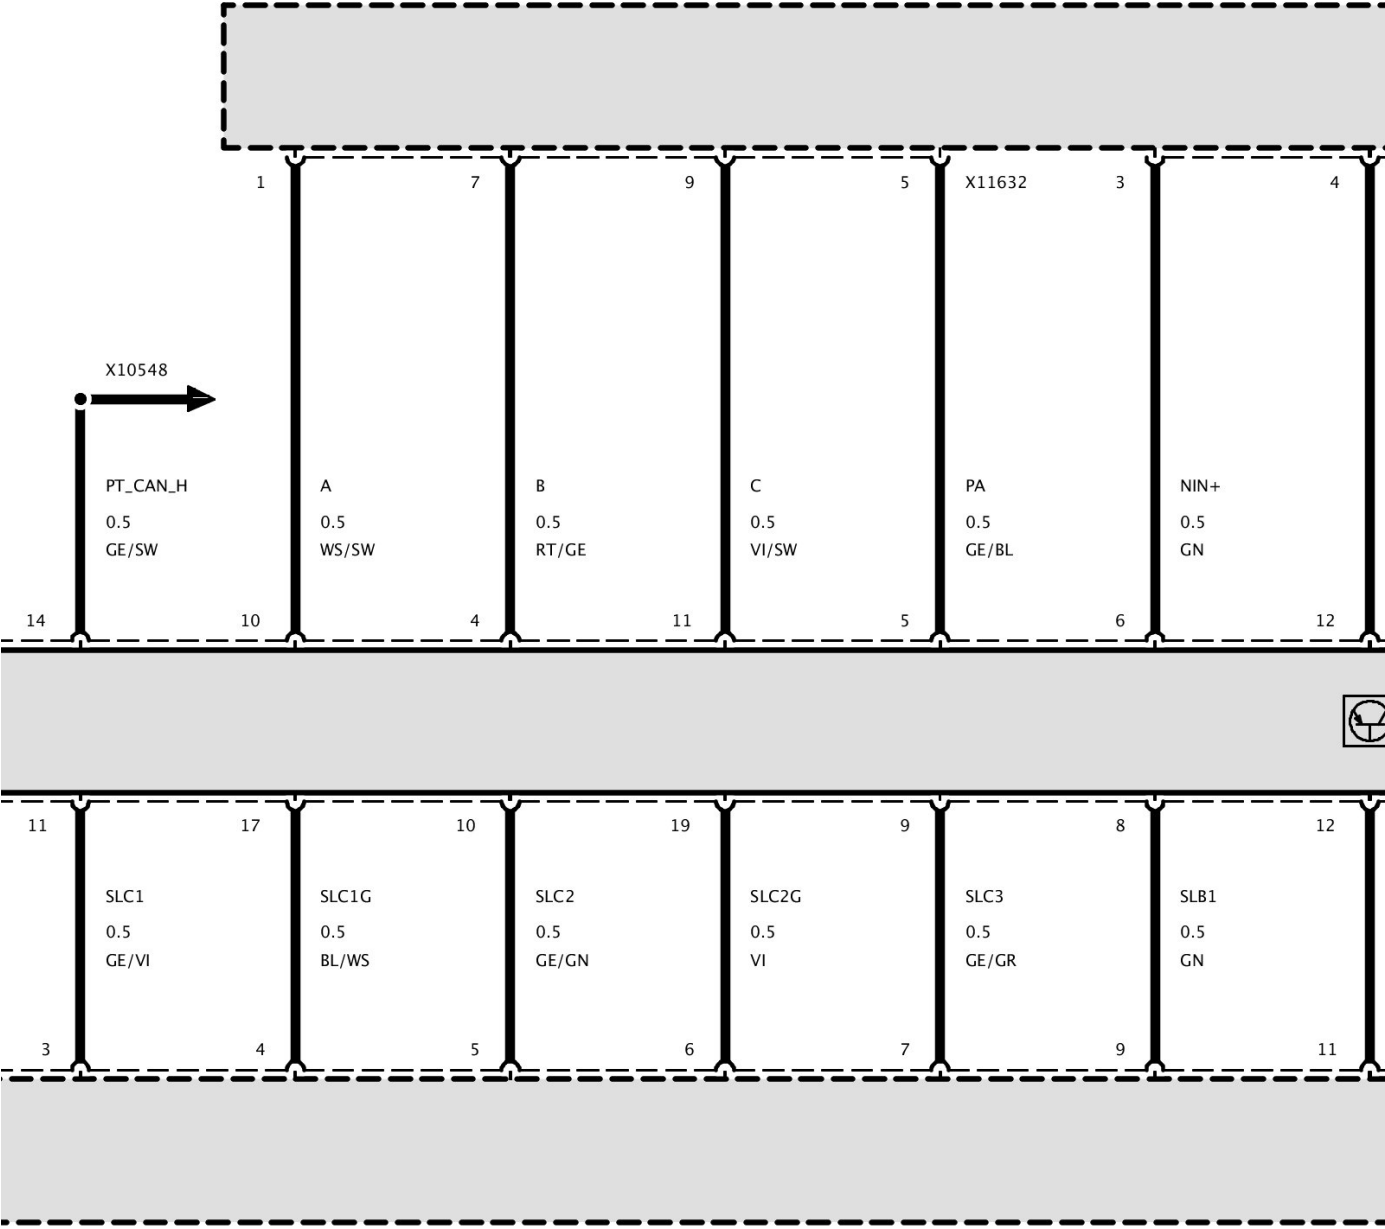 1 7 9 5 X11632 3 4
X10548
PT_CAN_H A B C PA NIN+
0.5 0.5 0.5 0.5 0.5 0.5
GE/SW WS/SW RT/GE VI/SW GE/BL GN
14 10 4 11 5 6 12
11 17 10 19 9 8 12
SLC1 SLC1G SLC2 SLC2G SLC3 SLB1
0.5 0.5 0.5 0.5 0.5 0.5
GE/VI BL/WS GE/GN VI GE/GR GN
3 4 5 6 7 9 11